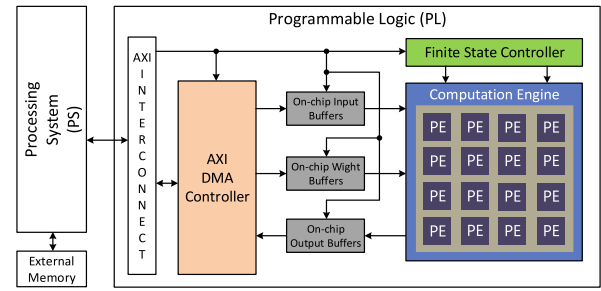 Programmable Logic (PL)
Processing
System
(PS)
External
Memory
AXI
INTERCONNECT
AXI
DMA
Controller
On-chip Input
Buffers
On-chip Wight
Buffers
On-chip
Output Buffers
Finite State Controller
Computation Engine
PE PE PE PE
PE PE PE PE
PE PE PE PE
PE PE PE PE